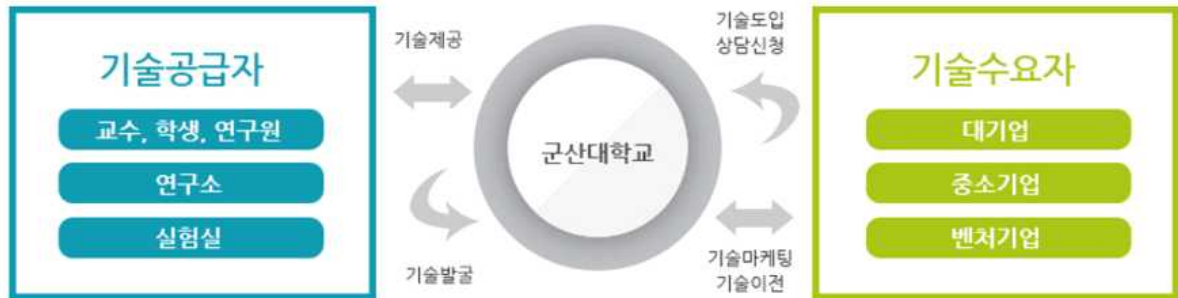 기술공급자
교수, 학생, 연구원
연구소
실험실
기술제공
기술발굴
군산대학교
기술도입
상담신청
기술마케팅
기술이전
기술수요자
대기업
중소기업
벤처기업